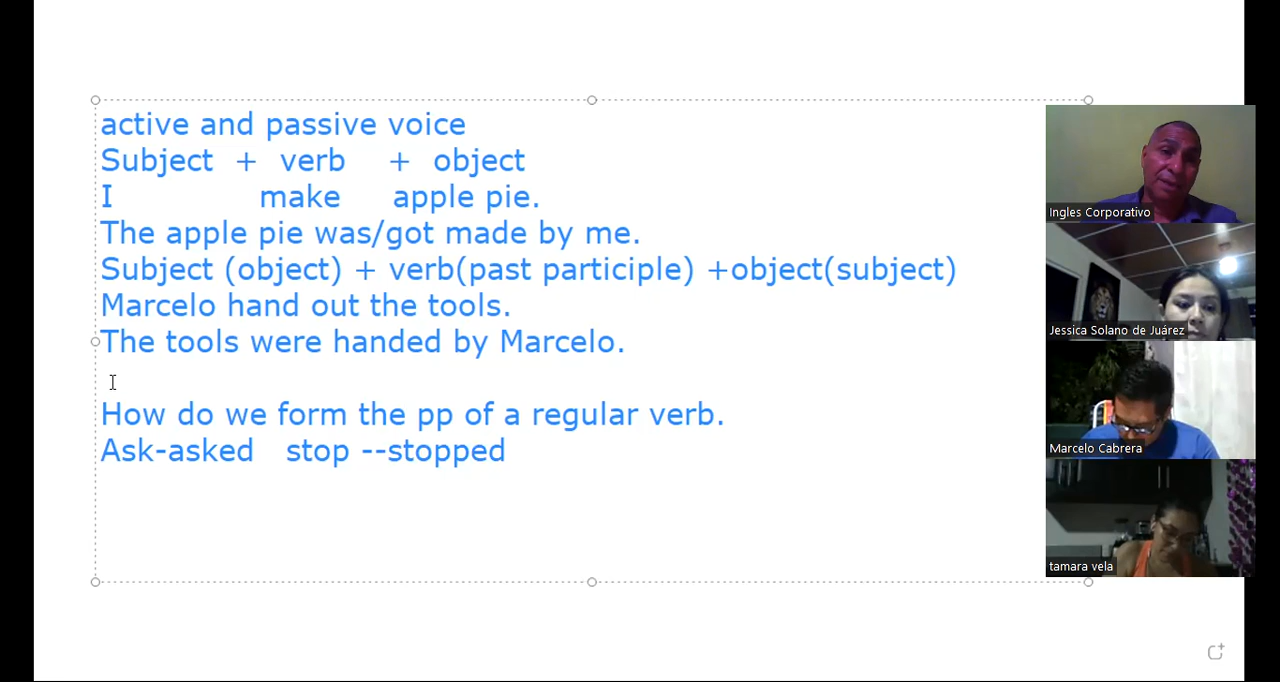 active and passive voice
Subject + verb + object
I make apple pie.
The apple pie was/got made by me.
Subject (object) + verb(past participle) +object(subject)
Marcelo hand out the tools.
The tools were handed by Marcelo.
How do we form the pp of a regular verb.
Ask-asked stop --stopped
Ingles Corporativo
Jessica Solano de Juárez
Marcelo Cabrera
tamara vela